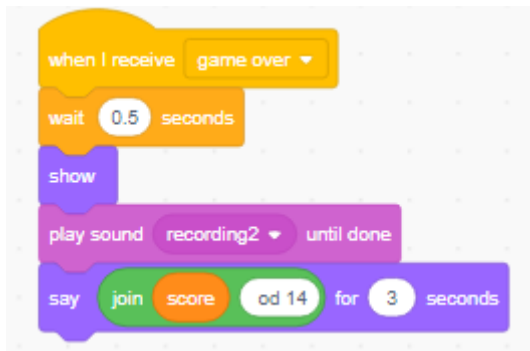 when I receive game over
wait 0.5 seconds
show
play sound recording2 until done
say join score od 14 for 3 seconds